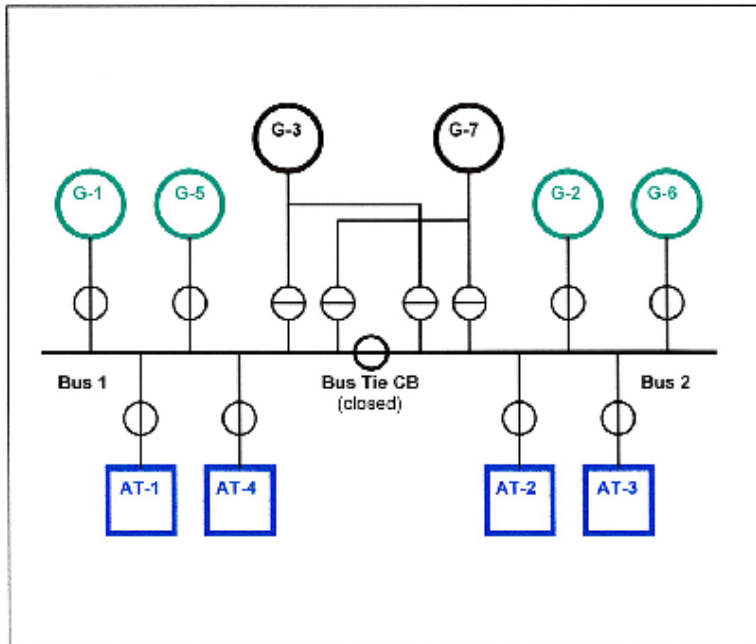 G-3
G-7
G-1
G-5
G-2
G-6
Bus 1
Bus Tie CB
(closed)
Bus 2
AT-1
AT-4
AT-2
AT-3